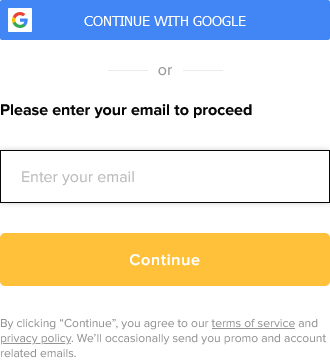 CONTINUE WITH GOOGLE
or
Please enter your email to proceed
Enter your email
Continue
By clicking “Continue”, you agree to our terms of service and
privacy policy. We’ll occasionally send you promo and account
related emails.